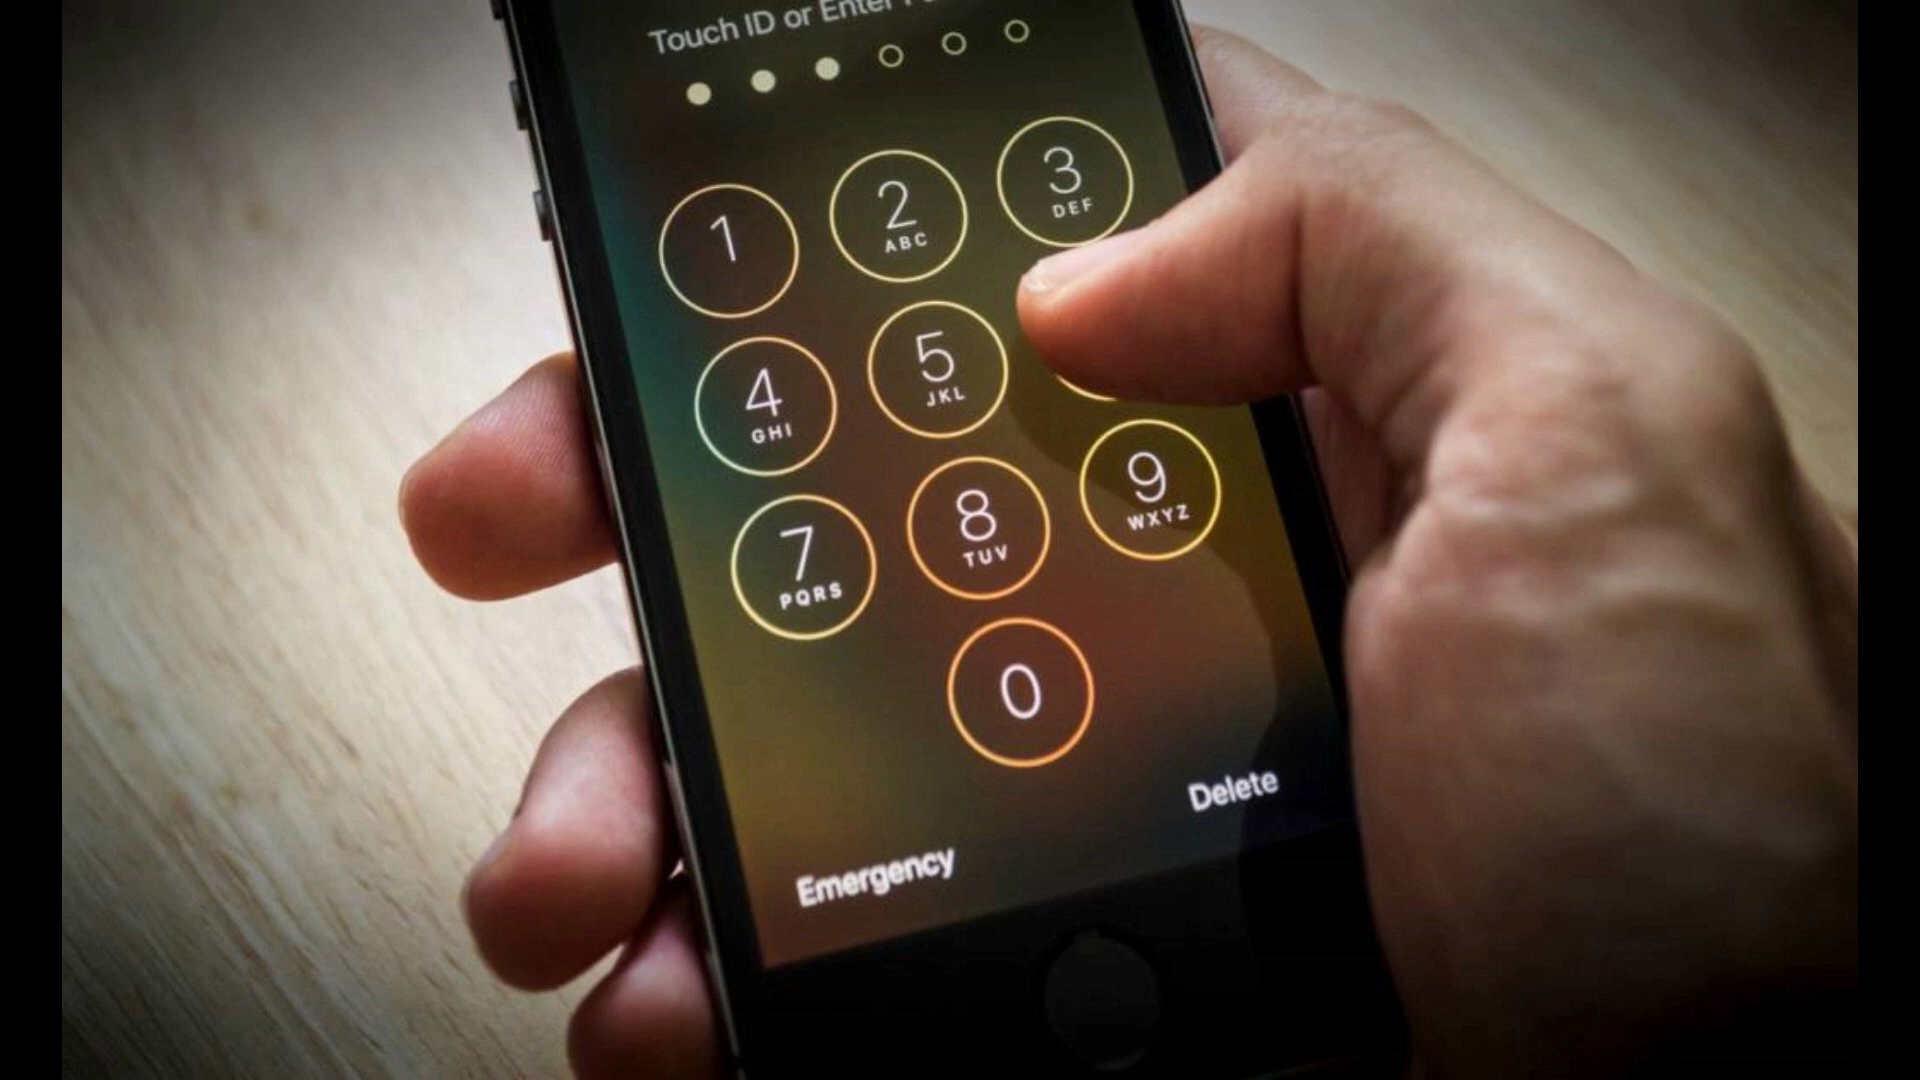 Touch ID or Enter
1
2
ABC
3
DEF
4
GHI
5
JKL
7
PQRS
8
TUV
9
WXYZ
0
Delete
Emergency